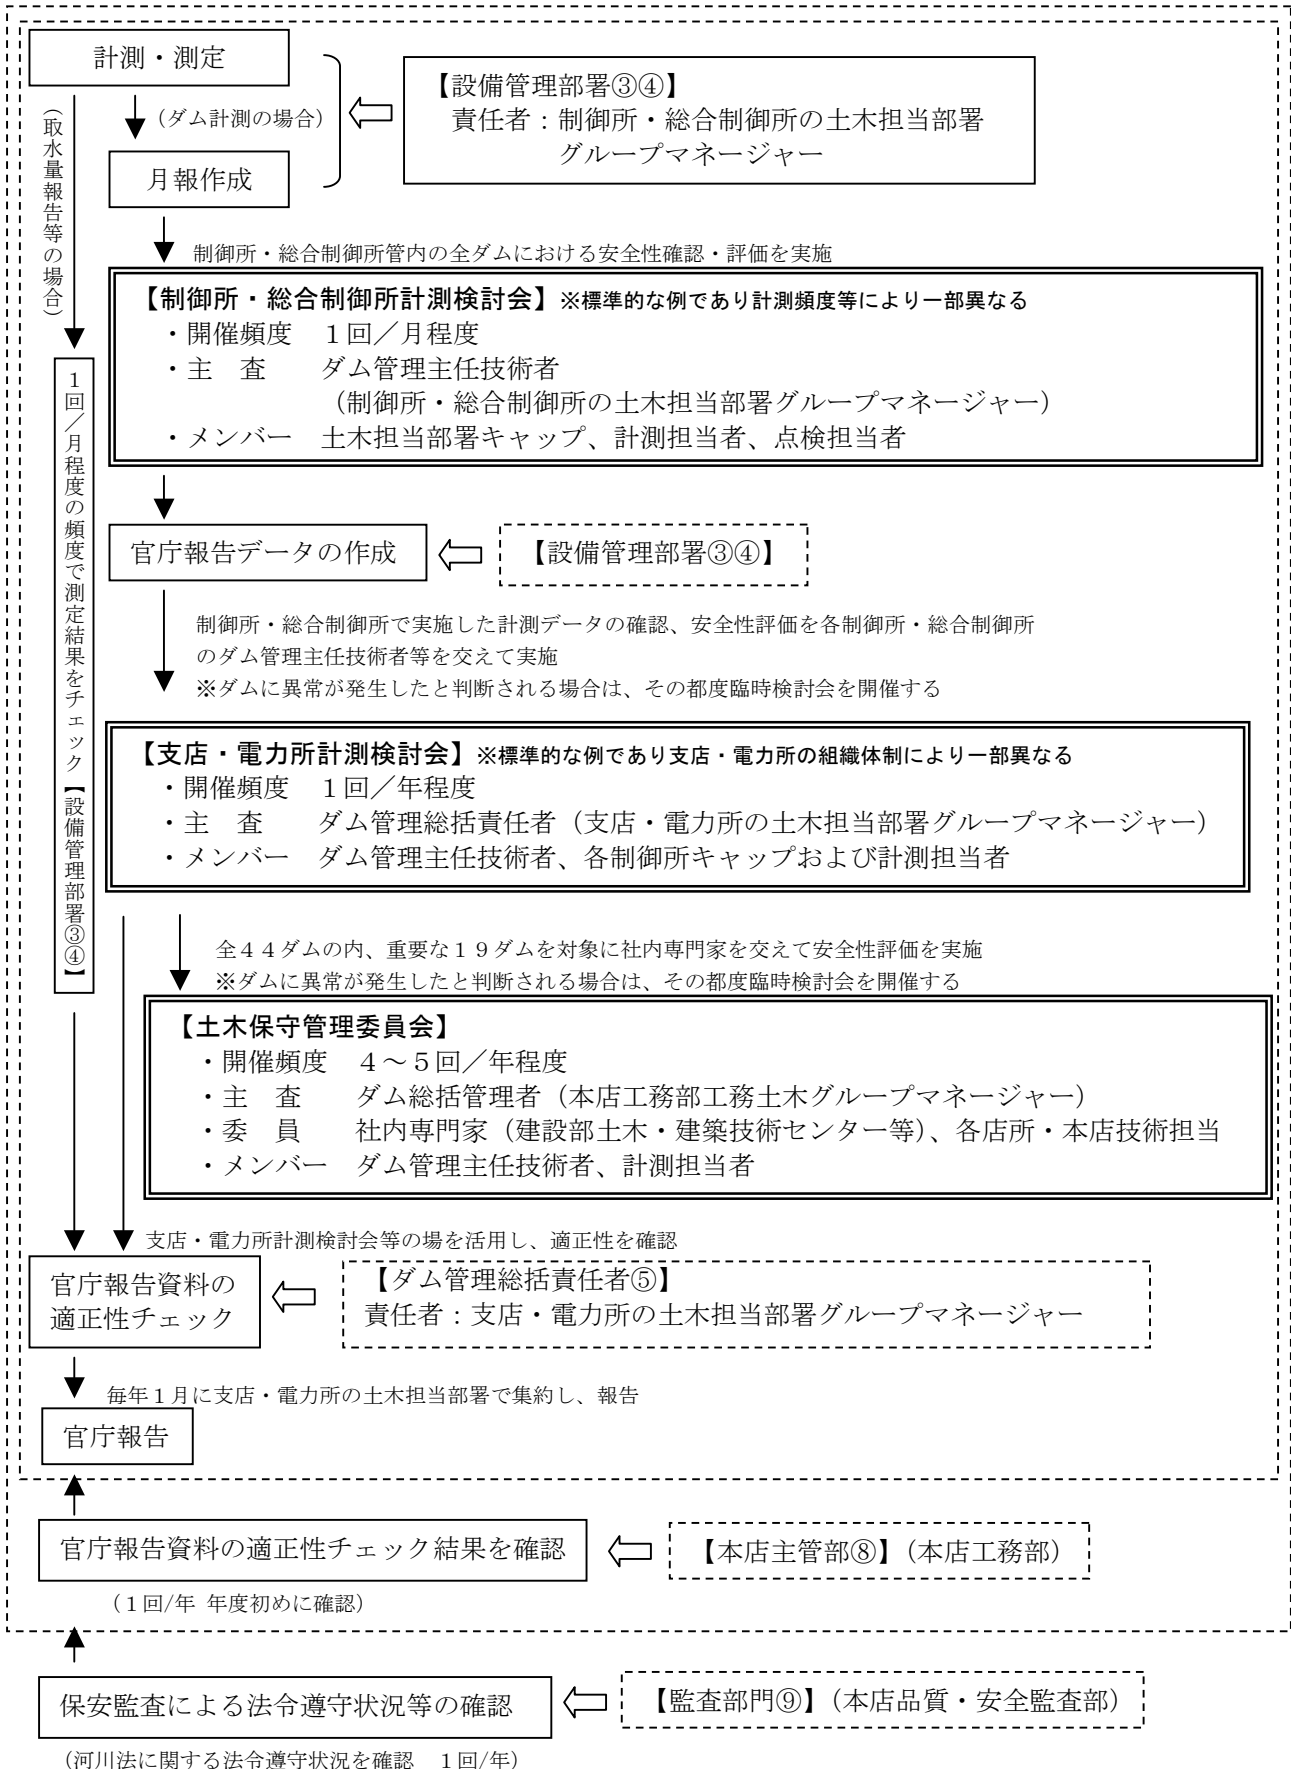 計測・測定
【設備管理部署③④】
責任者：制御所・総合制御所の土木担当部署
グループマネージャー
（ダム計測の場合）
（取水量報告等の場合）
月報作成
制御所・総合制御所管内の全ダムにおける安全性確認・評価を実施
【制御所・総合制御所計測検討会】※標準的な例であり計測頻度等により一部異なる
・開催頻度　１回／月程度
・主　査　ダム管理主任技術者
（制御所・総合制御所の土木担当部署グループマネージャー）
・メンバー　土木担当部署キャップ、計測担当者、点検担当者
１回／月程度の頻度で測定結果をチェック【設備管理部署③④】
官庁報告データの作成
【設備管理部署③④】
制御所・総合制御所で実施した計測データの確認、安全性評価を各制御所・総合制御所
のダム管理主任技術者等を交えて実施
※ダムに異常が発生したと判断される場合は、その都度臨時検討会を開催する
【支店・電力所計測検討会】※標準的な例であり支店・電力所の組織体制により一部異なる
・開催頻度　１回／年程度
・主　査　ダム管理総括責任者（支店・電力所の土木担当部署グループマネージャー）
・メンバー　ダム管理主任技術者、各制御所キャップおよび計測担当者
全４４ダムの内、重要な１９ダムを対象に社内専門家を交えて安全性評価を実施
※ダムに異常が発生したと判断される場合は、その都度臨時検討会を開催する
【土木保守管理委員会】
・開催頻度　４～５回／年程度
・主　査　ダム総括管理者（本店工務部工務土木グループマネージャー）
・委　員　社内専門家（建設部土木・建築技術センター等）、各店所・本店技術担当
・メンバー　ダム管理主任技術者、計測担当者
支店・電力所計測検討会等の場を活用し、適正性を確認
官庁報告資料の
適正性チェック
【ダム管理総括責任者⑤】
責任者：支店・電力所の土木担当部署グループマネージャー
毎年１月に支店・電力所の土木担当部署で集約し、報告
官庁報告
官庁報告資料の適正性チェック結果を確認
【本店主管部⑧】（本店工務部）
（１回/年 年度初めに確認）
保安監査による法令遵守状況等の確認
【監査部門⑨】（本店品質・安全監査部）
（河川法に関する法令遵守状況を確認　１回/年）